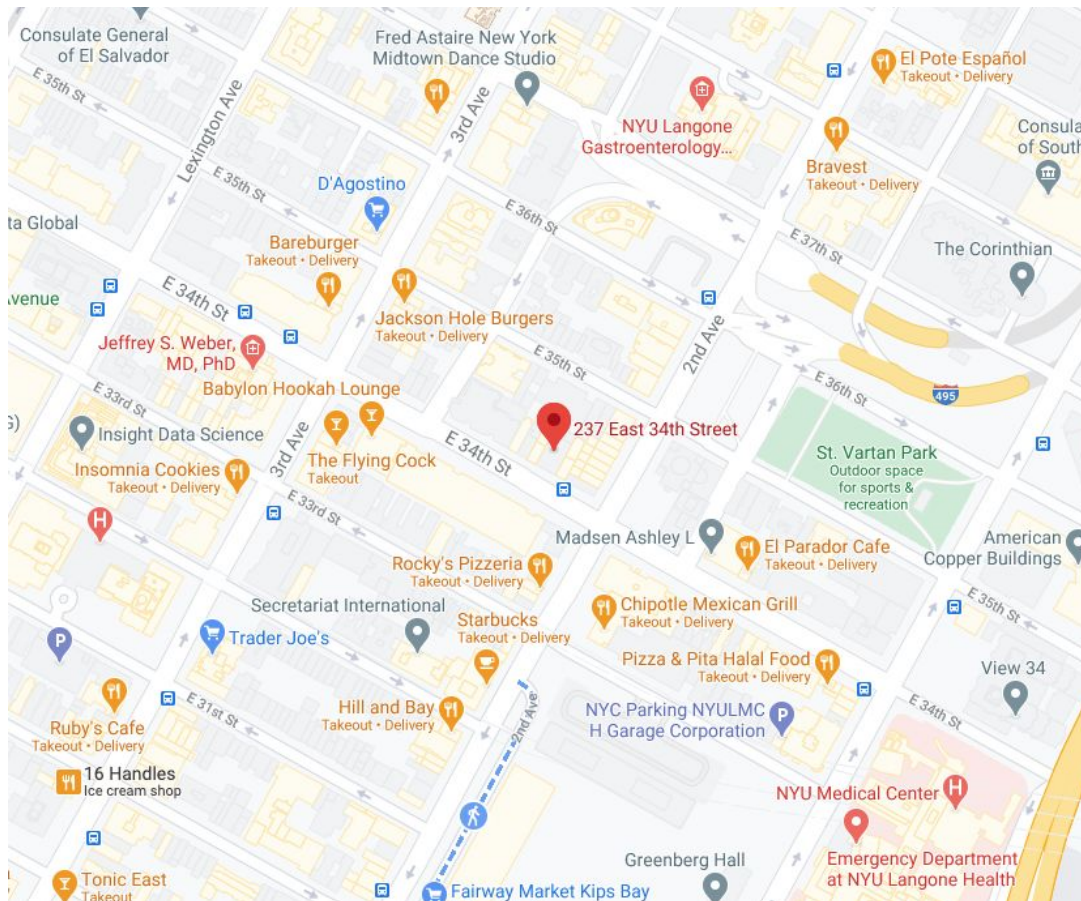 Consulate General
of El Salvador
Fred Astaire New York
Midtown Dance Studio
El Pote Español
Takeout • Delivery
E 35th St
Lexington Ave
3rd Ave
NYU Langone
Gastroenterology...
Consula
of South
Bravest
Takeout • Delivery
D'Agostino
E 35th St
E 36th St
ta Global
Bareburger
Takeout • Delivery
E 37th St
The Corinthian
E 34th St
Avenue
Jackson Hole Burgers
Takeout • Delivery
Jeffrey S. Weber,
MD, PhD
2nd Ave
E 35th St
E 36th St
495
Babylon Hookah Lounge
E 33rd St
G)
Insight Data Science
237 East 34th Street
St. Vartan Park
Outdoor space
for sports &
recreation
3rd Ave
The Flying Cock
Takeout
E 34th St
Insomnia Cookies
Takeout • Delivery
E 33rd St
H
Madsen Ashley L
El Parador Cafe
Takeout • Delivery
American
Copper Buildings
Rocky's Pizzeria
Takeout • Delivery
E 35th St
Secretariat International
Starbucks
Takeout • Delivery
Chipotle Mexican Grill
Takeout • Delivery
P
Trader Joe's
Pizza & Pita Halal Food
Takeout • Delivery
View 34
E 31st St
Hill and Bay
Takeout • Delivery
2nd Ave
NYC Parking NYULMC
H Garage Corporation
P
E 34th St
Ruby's Cafe
Takeout • Delivery
16 Handles
Ice cream shop
NYU Medical Center
H
Greenberg Hall
Emergency Department
at NYU Langone Health
Tonic East
Takeout
Fairway Market Kips Bay